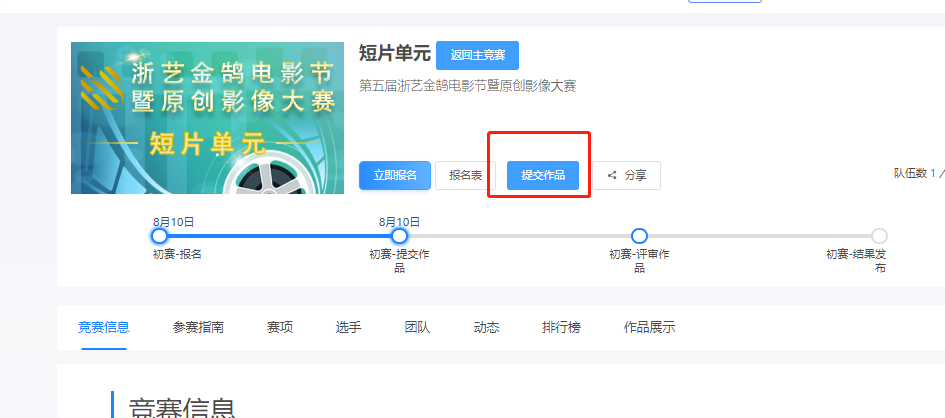 浙艺金鹄电影节
暨原创影像大赛
短片单元
短片单元
返回主竞赛
第五届浙艺金鹄电影节暨原创影像大赛
立即报名
报名表
提交作品
分享
队伍数 1 /
8月10日
8月10日
初赛-报名
初赛-提交作
品
初赛-评审作
品
初赛-结果发
布
竞赛信息
参赛指南
赛项
选手
团队
动态
排行榜
作品展示
竞赛信息